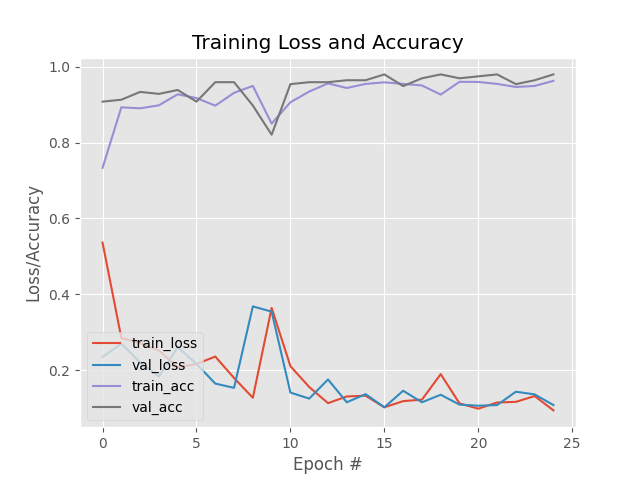 Training Loss and Accuracy
1.0
0.8
0.6
0.4
0.2
Loss/Accuracy
train_loss
val_loss
train_acc
val_acc
0 5 10 15 20 25
Epoch #